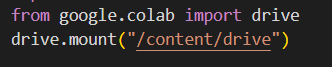 from google.colab import drive
drive.mount("/content/drive")